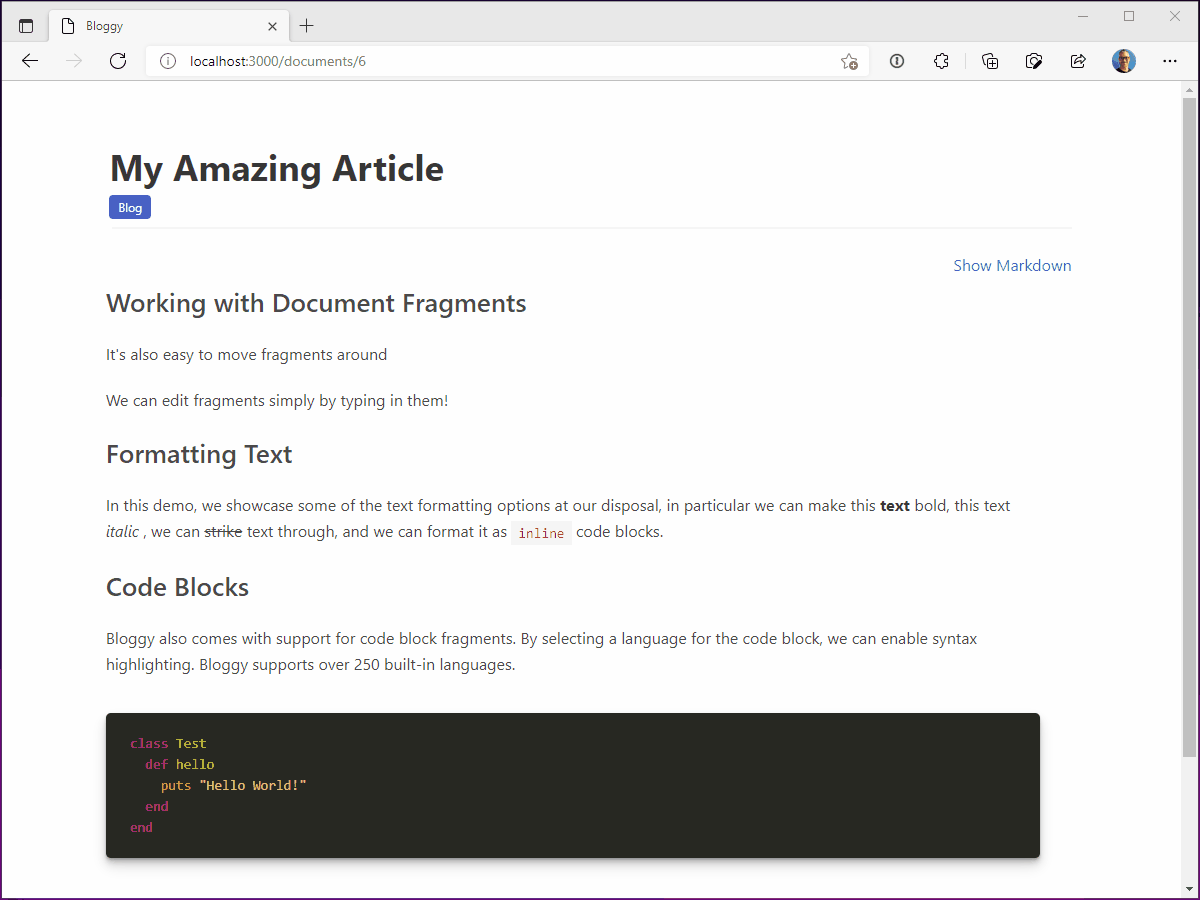 Bloggy
localhost:3000/documents/6
My Amazing Article
Blog
Show Markdown
Working with Document Fragments
It's also easy to move fragments around
We can edit fragments simply by typing in them!
Formatting Text
In this demo, we showcase some of the text formatting options at our disposal, in particular we can make this text bold, this text
italic , we can strike text through, and we can format it as inline code blocks.
Code Blocks
Bloggy also comes with support for code block fragments. By selecting a language for the code block, we can enable syntax
highlighting. Bloggy supports over 250 built-in languages.
class Test
  def hello
    puts "Hello World!"
  end
end